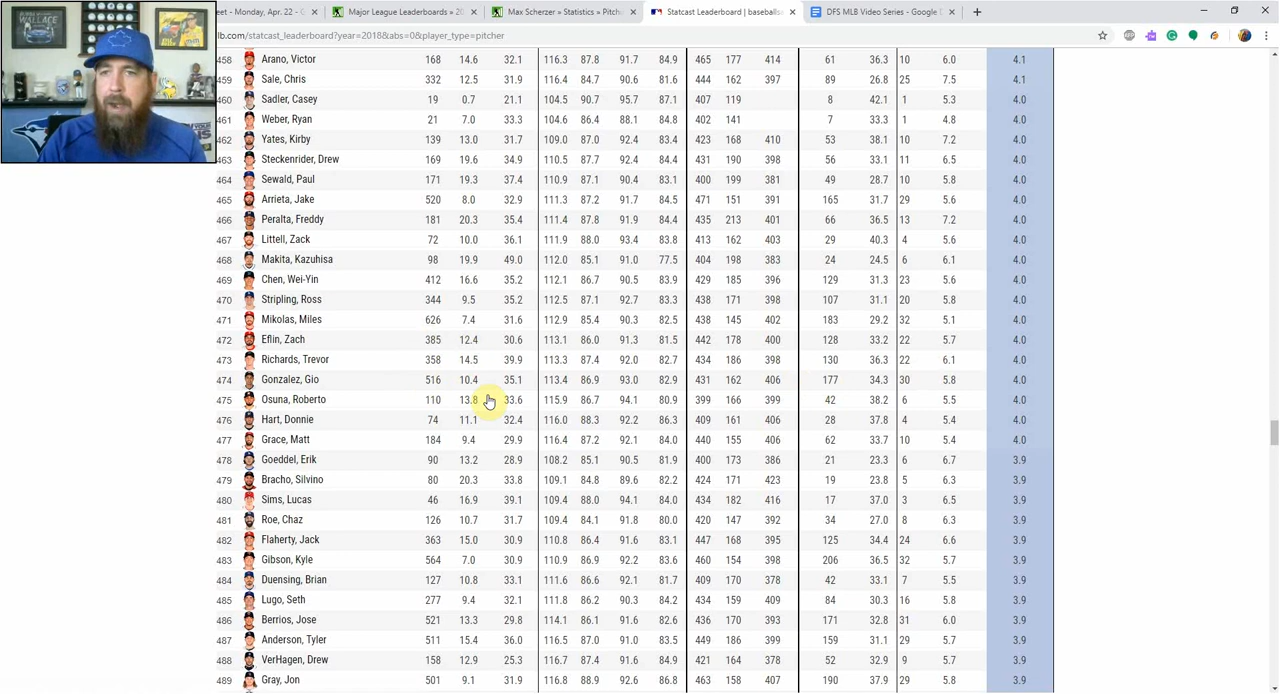 eet - Monday, Apr. 22 - G
Major League Leaderboards » 20
Max Scherzer » Statistics » Pitch
Statcast Leaderboard | baseballs
DFS MLB Video Series - Google D
lb.com/statcast_leaderboard?year=2018&abs=0&player_type=pitcher
458 Arano, Victor 168 14.6 32.1 116.3 87.8 91.7 84.9 465 177 414 61 36.3 10 6.0 4.1
459 Sale, Chris 332 12.5 31.9 113.9 86.7 90.6 81.6 444 162 397 89 26.8 25 7.5 4.1
460 Sadler, Casey 19 0.7 21.1 104.5 90.7 95.7 87.1 407 119 8 42.1 1 5.3 4.0
461 Weber, Ryan 21 7.0 33.3 104.6 86.4 88.1 84.8 402 141 7 33.3 1 4.8 4.0
462 Yates, Kirby 139 13.0 31.7 109.0 87.0 92.4 83.4 423 168 410 53 38.1 10 7.2 4.0
463 Steckenrider, Drew 169 19.6 34.9 110.5 87.7 92.4 84.4 431 190 398 56 33.1 11 6.5 4.0
464 Sewald, Paul 171 19.3 37.4 110.9 87.1 90.4 83.1 400 199 381 49 28.7 10 5.8 4.0
465 Arrieta, Jake 520 8.0 32.9 111.3 87.2 91.7 84.5 471 151 391 165 31.7 29 5.6 4.0
466 Peralta, Freddy 181 20.3 35.4 111.4 87.8 91.9 84.4 435 213 401 66 36.5 13 7.2 4.0
467 Littell, Zack 72 10.0 36.1 111.9 88.0 93.4 83.8 413 162 403 29 40.3 4 5.6 4.0
468 Makita, Kazuhisa 98 19.9 48.0 112.0 83.8 91.0 77.5 404 198 383 24 24.5 6 6.1 4.0
469 Chen, Wei-Yin 412 16.6 35.2 112.1 86.7 90.5 83.9 429 185 396 129 31.3 23 6.8 4.0
470 Stripling, Ross 344 9.5 35.2 112.5 87.1 92.7 83.3 438 171 398 107 31.1 20 5.8 4.0
471 Mikolas, Miles 626 7.4 31.6 112.9 85.4 90.3 82.5 438 145 402 183 29.2 32 5.1 4.0
472 Eflin, Zach 385 12.4 30.6 113.1 86.0 91.3 81.5 442 178 400 128 33.2 22 5.7 4.0
473 Richards, Trevor 358 14.5 39.9 113.3 87.4 92.0 82.7 434 186 398 130 36.3 22 6.1 4.0
474 Gonzalez, Gio 516 10.4 35.1 113.4 86.9 93.0 82.9 431 162 406 177 34.3 30 5.8 4.0
475 Osuna, Roberto 110 13.8 33.6 115.9 86.7 94.1 80.9 399 166 399 42 38.2 6 5.5 4.0
476 Hart, Donnie 74 11.1 32.4 116.0 88.3 92.2 86.3 409 161 406 28 37.8 4 5.4 4.0
477 Grace, Matt 184 9.4 29.9 116.4 87.2 92.1 84.0 440 155 406 62 33.7 10 5.4 4.0
478 Goeddel, Erik 90 13.2 28.9 108.2 85.1 90.5 81.9 400 173 386 21 23.3 6 6.7 3.9
479 Bracho, Silvino 80 20.3 33.8 109.1 84.8 89.6 82.2 424 171 423 19 23.8 5 6.3 3.9
480 Sims, Lucas 46 16.9 39.1 109.4 88.0 94.1 84.0 434 182 416 17 37.0 3 6.5 3.9
481 Roe, Chaz 126 10.7 31.7 109.4 84.1 91.8 80.0 420 147 392 34 27.0 8 6.3 3.9
482 Flaherty, Jack 363 15.0 30.9 110.8 86.4 91.6 83.1 447 168 395 125 34.4 24 6.6 3.9
483 Gibson, Kyle 564 7.0 31.9 110.9 86.9 92.2 83.8 460 154 398 206 36.5 32 5.7 3.9
484 Duensing, Brian 127 10.8 33.1 111.6 86.6 92.1 81.7 409 170 378 42 33.1 7 5.5 3.9
485 Lugo, Seth 277 9.4 111.8 86.2 90.3 84.2 434 159 409 84 30.3 16 3.9
486 Berrios, Jose 521 13.3 29.8 114.1 86.1 91.6 82.6 436 170 393 171 32.8 31 6.0 3.9
487 Anderson, Tyler 511 15.4 36.0 116.5 87.0 91.0 83.5 449 186 399 159 31.1 29 3.9
488 VerHagen, Drew 158 12.9 25.3 116.7 87.4 91.6 84.9 421 164 378 52 32.9 9 5.7 3.9
489 Gray, Jon 501 9.1 116.8 88.8 92.6 86.0 463 158 407 190 37.9 29 5.8 3.9